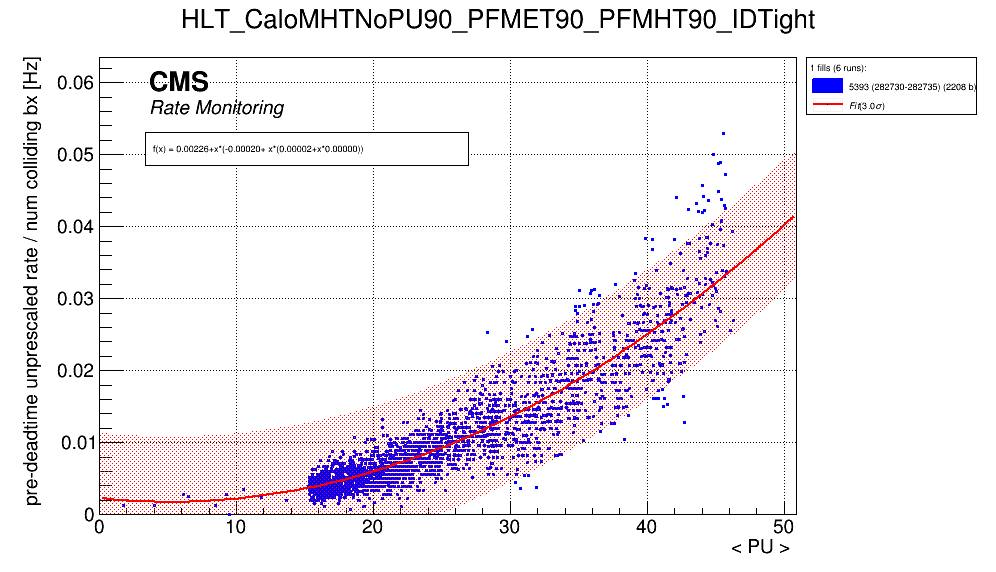 HLT_CaloMHTNoPU90_PFMET90_PFMHT90_IDTight
pre-deadtime unprescaled rate / num colliding bx [Hz]
CMS
Rate Monitoring
f(x) = 0.00226+x*(-0.00020+ x*(0.00002+x*0.00000))
0.06
0.05
0.04
0.03
0.02
0.01
0
0 10 20 30 40 50
< PU >
1 fills (6 runs):
5393 (282730-282735) (2208 b)
Fit(3.0σ)